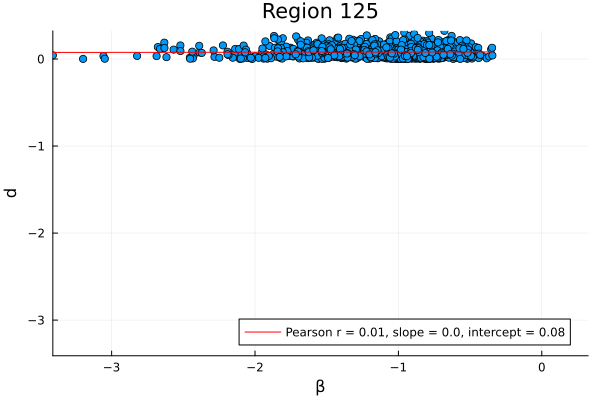 Region 125
0
−1
−2
−3
d
Pearson r = 0.01, slope = 0.0, intercept = 0.08
−3
−2
−1
0
β